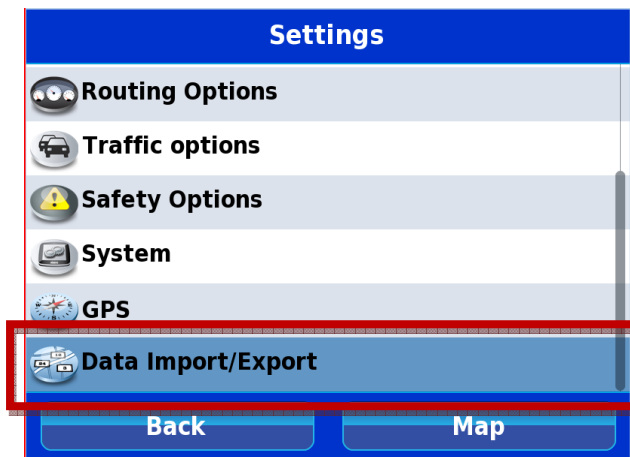 Settings
Routing Options
Traffic options
Safety Options
System
GPS
Data Import/Export
Back
Map